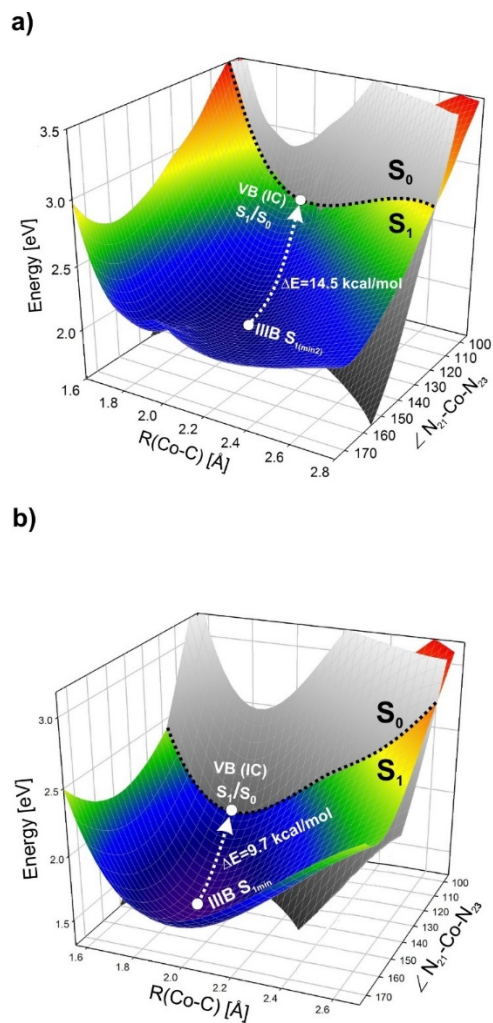 a)
3.5
3.0
2.5
2.0
Energy [eV]
S₀
S₁
VB (IC)
S₁/S₀
ΔE=14.5 kcal/mol
IIIB S₁₍ₘᵢₙ₂₎
1.6
1.8
2.0
2.2
2.4
2.6
2.8
R(Co-C) [Å]
100
110
120
130
140
150
160
170
∠ N₂₁-Co-N₂₃
b)
3.0
2.5
2.0
1.5
Energy [eV]
S₀
S₁
VB (IC)
S₁/S₀
ΔE=9.7 kcal/mol
IIIB S₁ₘᵢₙ
1.6
1.8
2.0
2.2
2.4
2.6
R(Co-C) [Å]
100
110
120
130
140
150
160
170
∠ N₂₁-Co-N₂₃